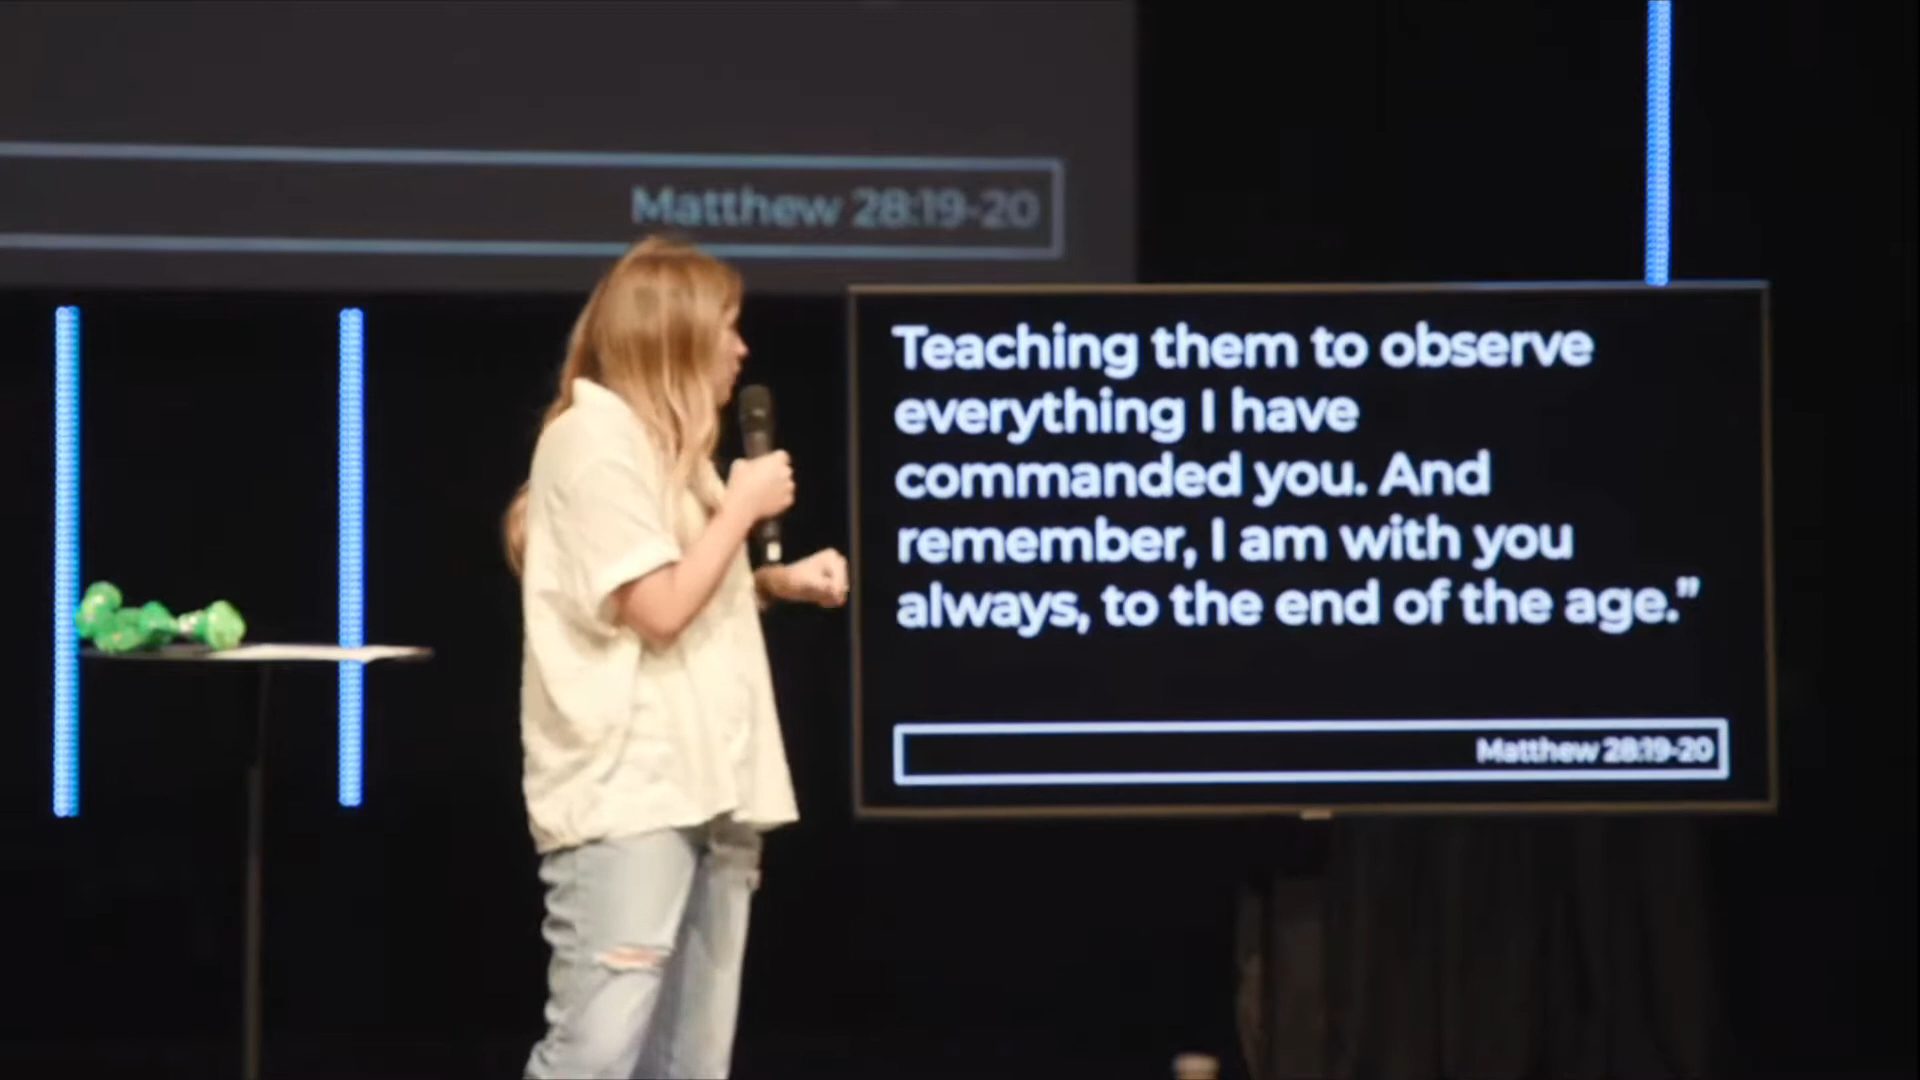 Matthew 28:19-20
Teaching them to observe
everything I have
commanded you. And
remember, I am with you
always, to the end of the age.”
Matthew 28:19-20